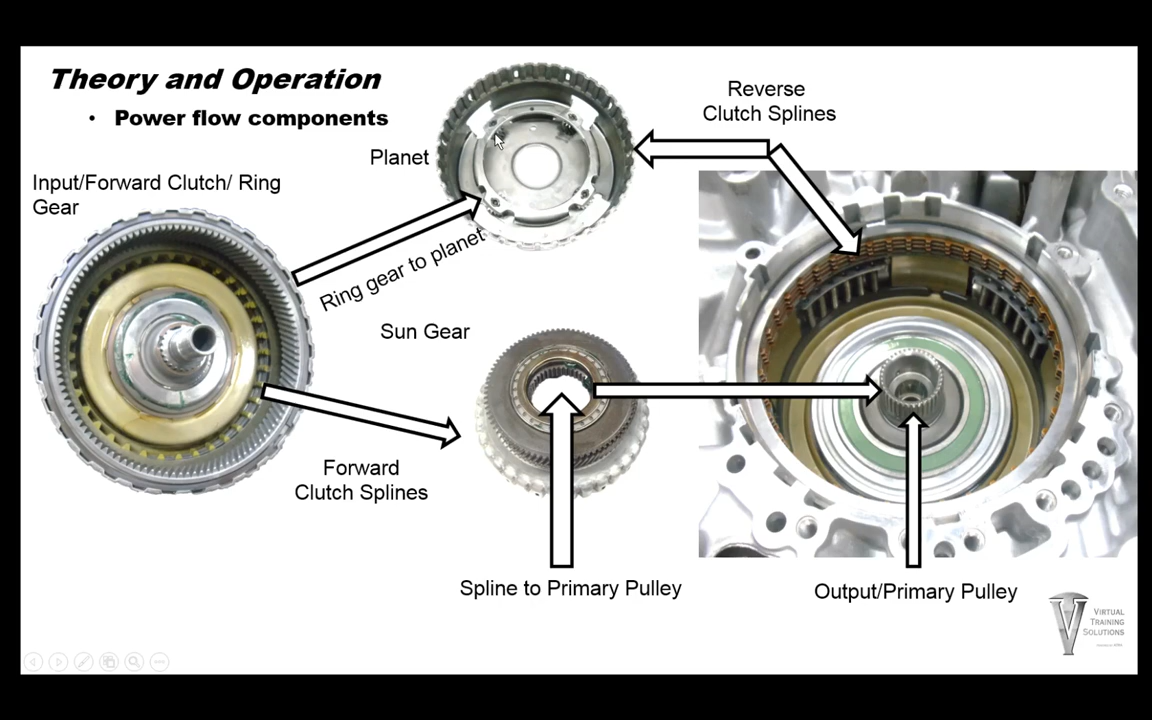 Theory and Operation
• Power flow components
Reverse
Clutch Splines
Planet
Input/Forward Clutch/ Ring
Gear
Ring gear to planet
Sun Gear
Forward
Clutch Splines
Spline to Primary Pulley
Output/Primary Pulley
VIRTUAL
TRAINING
SOLUTIONS